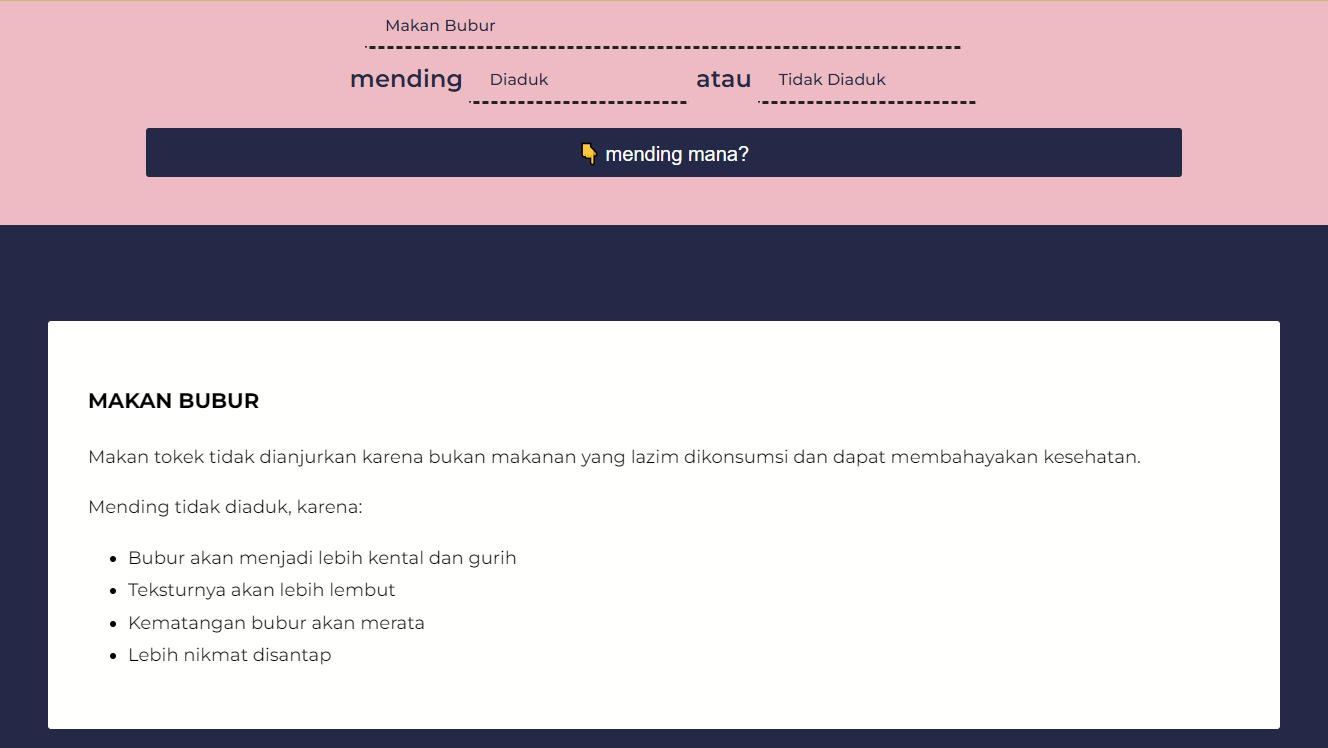 Makan Bubur
mending Diaduk atau Tidak Diaduk
👇 mending mana?
MAKAN BUBUR
Makan tokek tidak dianjurkan karena bukan makanan yang lazim dikonsumsi dan dapat membahayakan kesehatan.
Mending tidak diaduk, karena:
• Bubur akan menjadi lebih kental dan gurih
• Teksturnya akan lebih lembut
• Kematangan bubur akan merata
• Lebih nikmat disantap